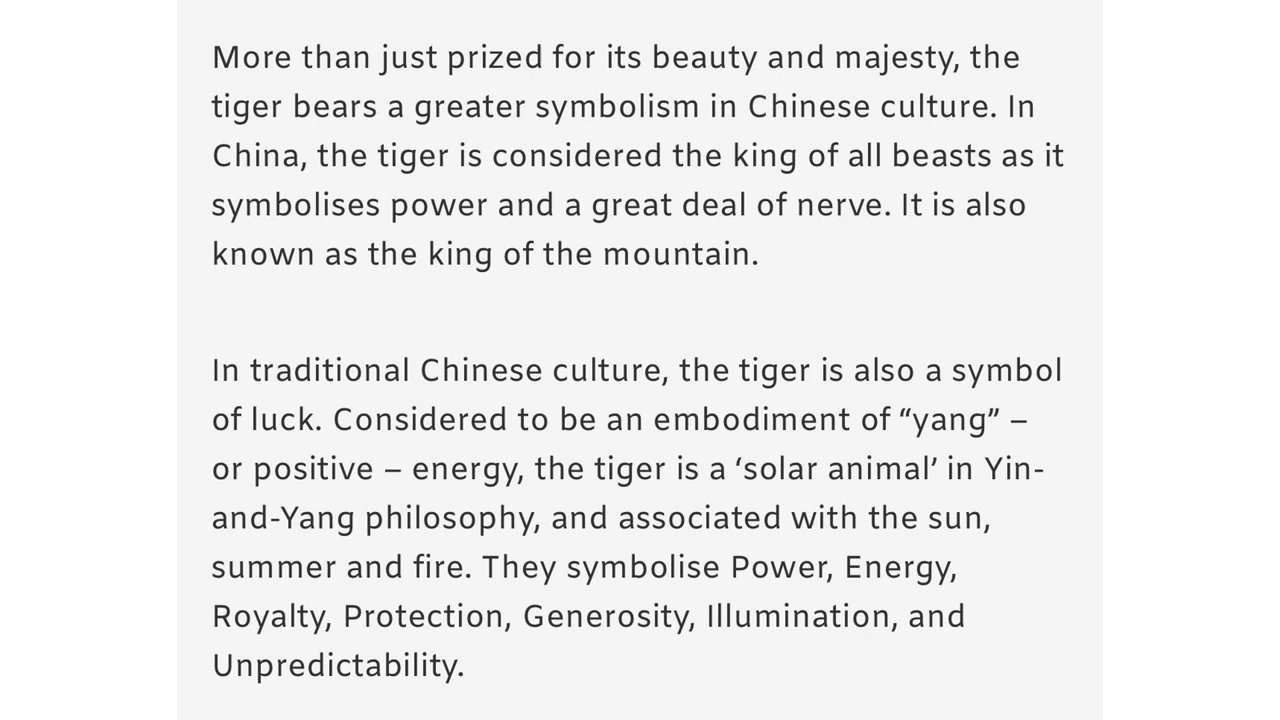 More than just prized for its beauty and majesty, the
tiger bears a greater symbolism in Chinese culture. In
China, the tiger is considered the king of all beasts as it
symbolises power and a great deal of nerve. It is also
known as the king of the mountain.
In traditional Chinese culture, the tiger is also a symbol
of luck. Considered to be an embodiment of “yang” –
or positive – energy, the tiger is a ‘solar animal’ in Yin-
and-Yang philosophy, and associated with the sun,
summer and fire. They symbolise Power, Energy,
Royalty, Protection, Generosity, Illumination, and
Unpredictability.